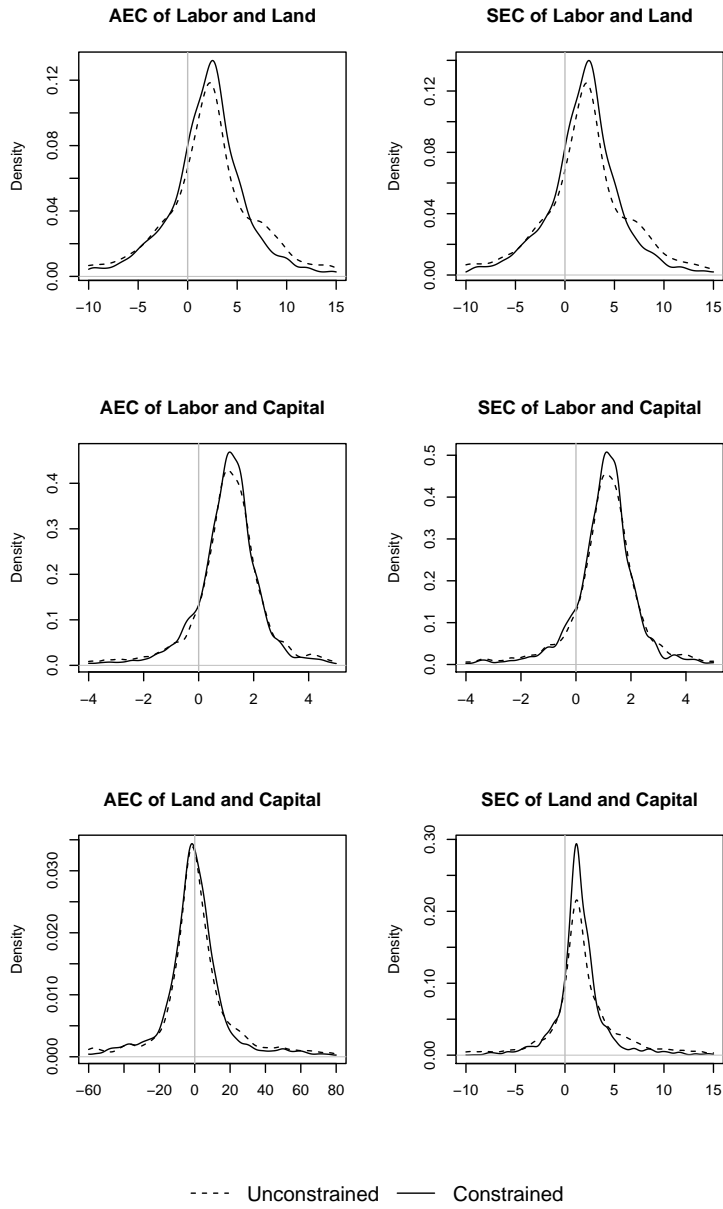 AEC of Labor and Land
SEC of Labor and Land
Density
0.00 0.04 0.08 0.12
−10 −5 0 5 10 15
Density
0.00 0.04 0.08 0.12
−10 −5 0 5 10 15
AEC of Labor and Capital
SEC of Labor and Capital
Density
0.0 0.1 0.2 0.3 0.4
−4 −2 0 2 4
Density
0.0 0.1 0.2 0.3 0.4 0.5
−4 −2 0 2 4
AEC of Land and Capital
SEC of Land and Capital
Density
0.000 0.010 0.020 0.030
−60 −20 0 20 40 60 80
Density
0.00 0.10 0.20 0.30
−10 −5 0 5 10 15
Unconstrained Constrained